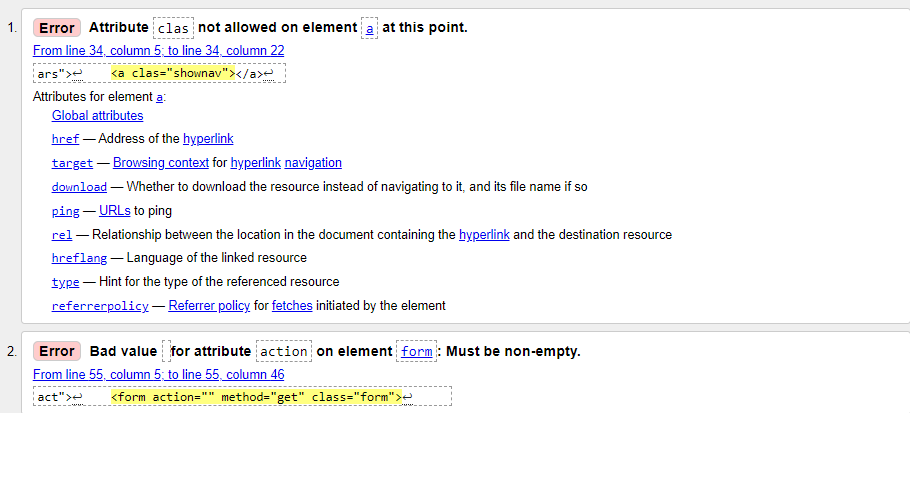 1. Error Attribute clas not allowed on element a at this point.
From line 34, column 5; to line 34, column 22
ars">↩ <a clas="shownav"></a>↩
Attributes for element a:
Global attributes
href — Address of the hyperlink
target — Browsing context for hyperlink navigation
download — Whether to download the resource instead of navigating to it, and its file name if so
ping — URLs to ping
rel — Relationship between the location in the document containing the hyperlink and the destination resource
hreflang — Language of the linked resource
type — Hint for the type of the referenced resource
referrerpolicy — Referrer policy for fetches initiated by the element
2. Error Bad value for attribute action on element form: Must be non-empty.
From line 55, column 5; to line 55, column 46
act">↩ <form action="" method="get" class="form">↩